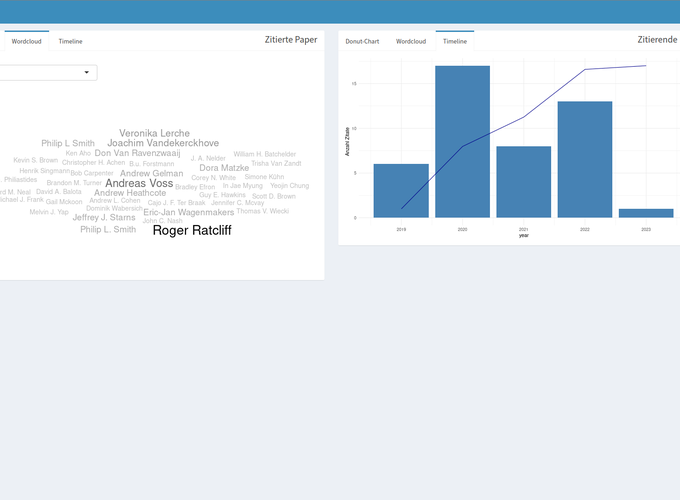 Wordcloud Timeline Zitierte Paper
Veronika Lerche
Philip L Smith Joachim Vandekerckhove
Ken Aho Don Van Ravenzwaaij William H. Batchelder
Kevin S. Brown Christopher H. Achen B.u. Forstmann J. A. Nelder Trisha Van Zandt
Henrik Singmann Bob Carpenter Andrew Gelman Dora Matzke
Philastides Brandon M. Turner Andreas Voss Corey N. White Simone Kühn
rd M. Neal David A. Balota Andrew Heathcote Bradley Efron In Jae Myung Yeojin Chung
ichael J. Frank Gail Mckoon Andrew L. Cohen Cajo J. F. Ter Braak Guy E. Hawkins Scott D. Brown
Melvin J. Yap Dominik Wabersich Eric-Jan Wagenmakers Jennifer C. Mcvay Thomas V. Wiecki
Jeffrey J. Starns John C. Nash
Philip L. Smith Roger Ratcliff
Donut-Chart Wordcloud Timeline Zitierende
Anzahl Zitate
15
10
5
0
2019 2020 2021 2022 2023
year